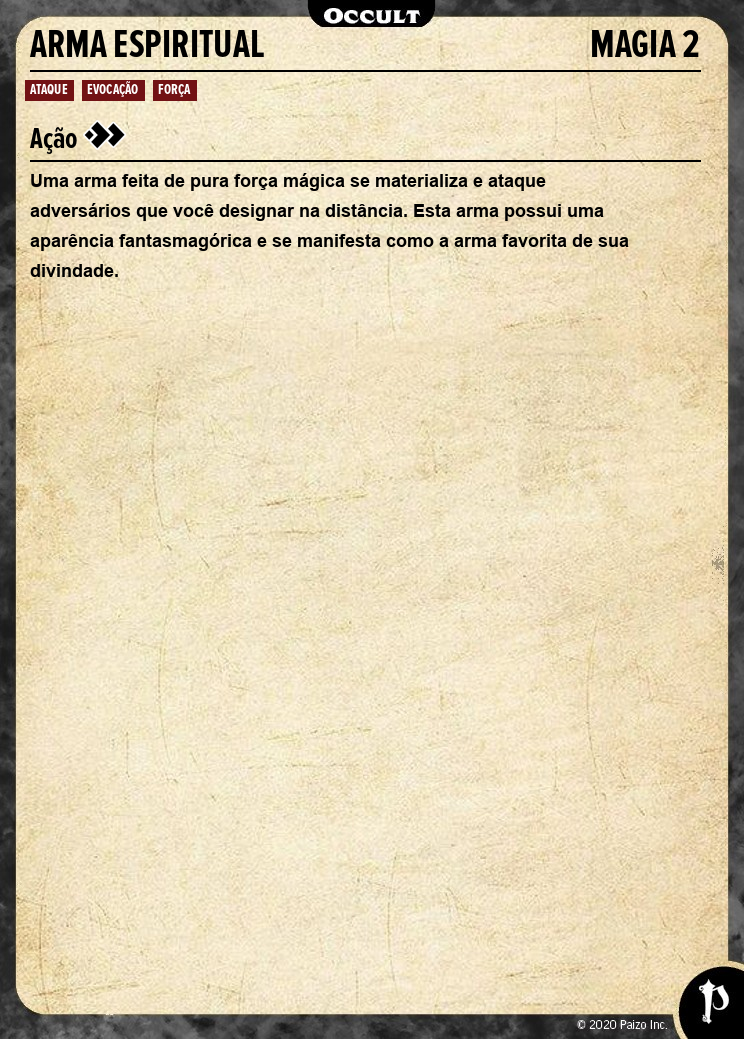 OCCULT
ARMA ESPIRITUAL MAGIA 2
ATAQUE EVOCAÇÃO FORÇA
Ação
Uma arma feita de pura força mágica se materializa e ataque
adversários que você designar na distância. Esta arma possui uma
aparência fantasmagórica e se manifesta como a arma favorita de sua
divindade.
© 2020 Paizo Inc.
P